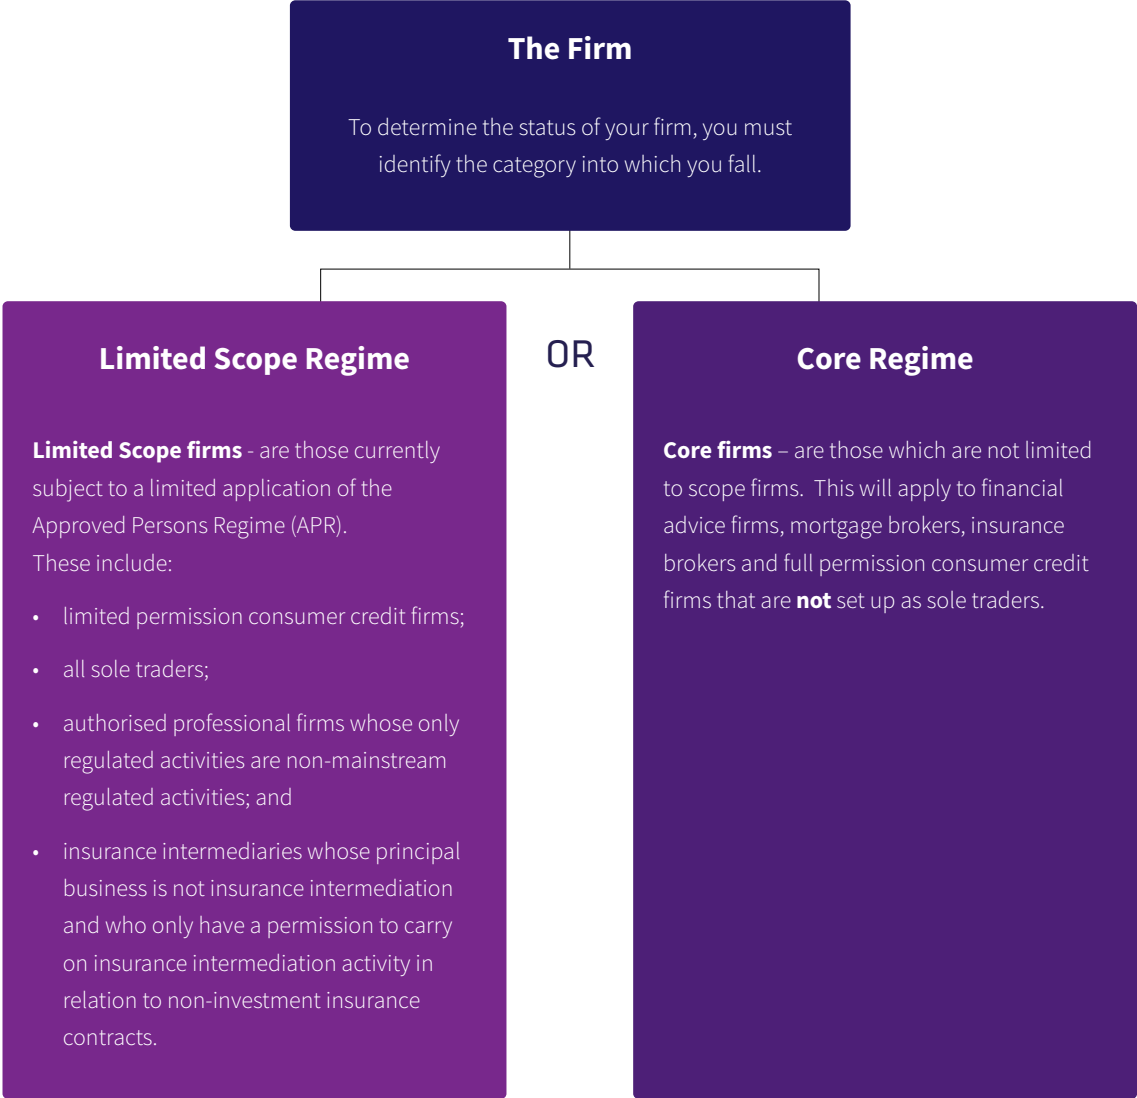 The Firm
To determine the status of your firm, you must
identify the category into which you fall.
Limited Scope Regime
Limited Scope firms - are those currently
subject to a limited application of the
Approved Persons Regime (APR).
These include:
• limited permission consumer credit firms;
• all sole traders;
• authorised professional firms whose only
regulated activities are non-mainstream
regulated activities; and
• insurance intermediaries whose principal
business is not insurance intermediation
and who only have a permission to carry
on insurance intermediation activity in
relation to non-investment insurance
contracts.
OR
Core Regime
Core firms – are those which are not limited
to scope firms.  This will apply to financial
advice firms, mortgage brokers, insurance
brokers and full permission consumer credit
firms that are not set up as sole traders.